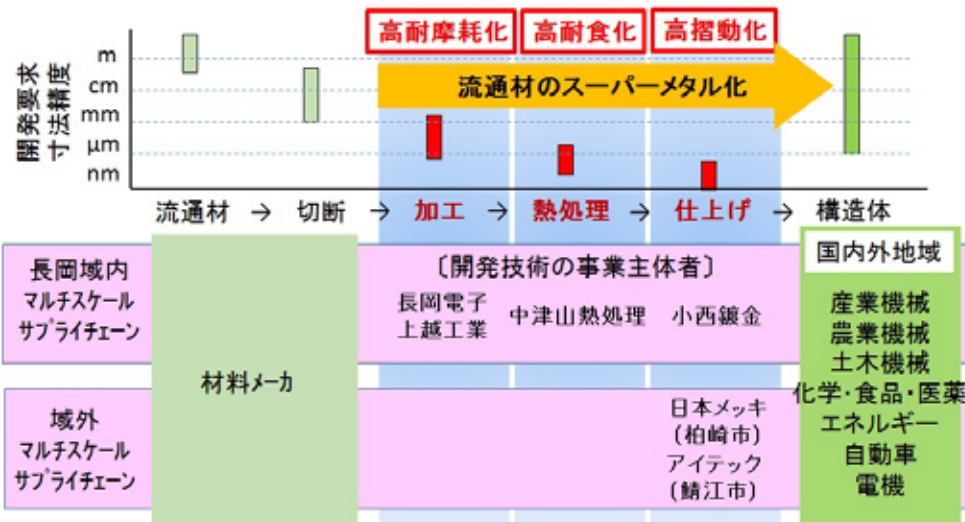 高耐摩耗化
高耐食化
高摺動化
流通材のスーパーメタル化
開発要求
寸法精度
m
cm
mm
μm
nm
流通材 → 切断 → 加工 → 熱処理 → 仕上げ → 構造体
長岡域内
マルチスケール
サプライチェーン
〔開発技術の事業主体者〕
長岡電子
上越工業
中津山熱処理
小西鍍金
材料メーカ
域外
マルチスケール
サプライチェーン
日本メッキ
(柏崎市)
アイテック
(鯖江市)
国内外地域
産業機械
農業機械
土木機械
化学・食品・医薬
エネルギー
自動車
電機